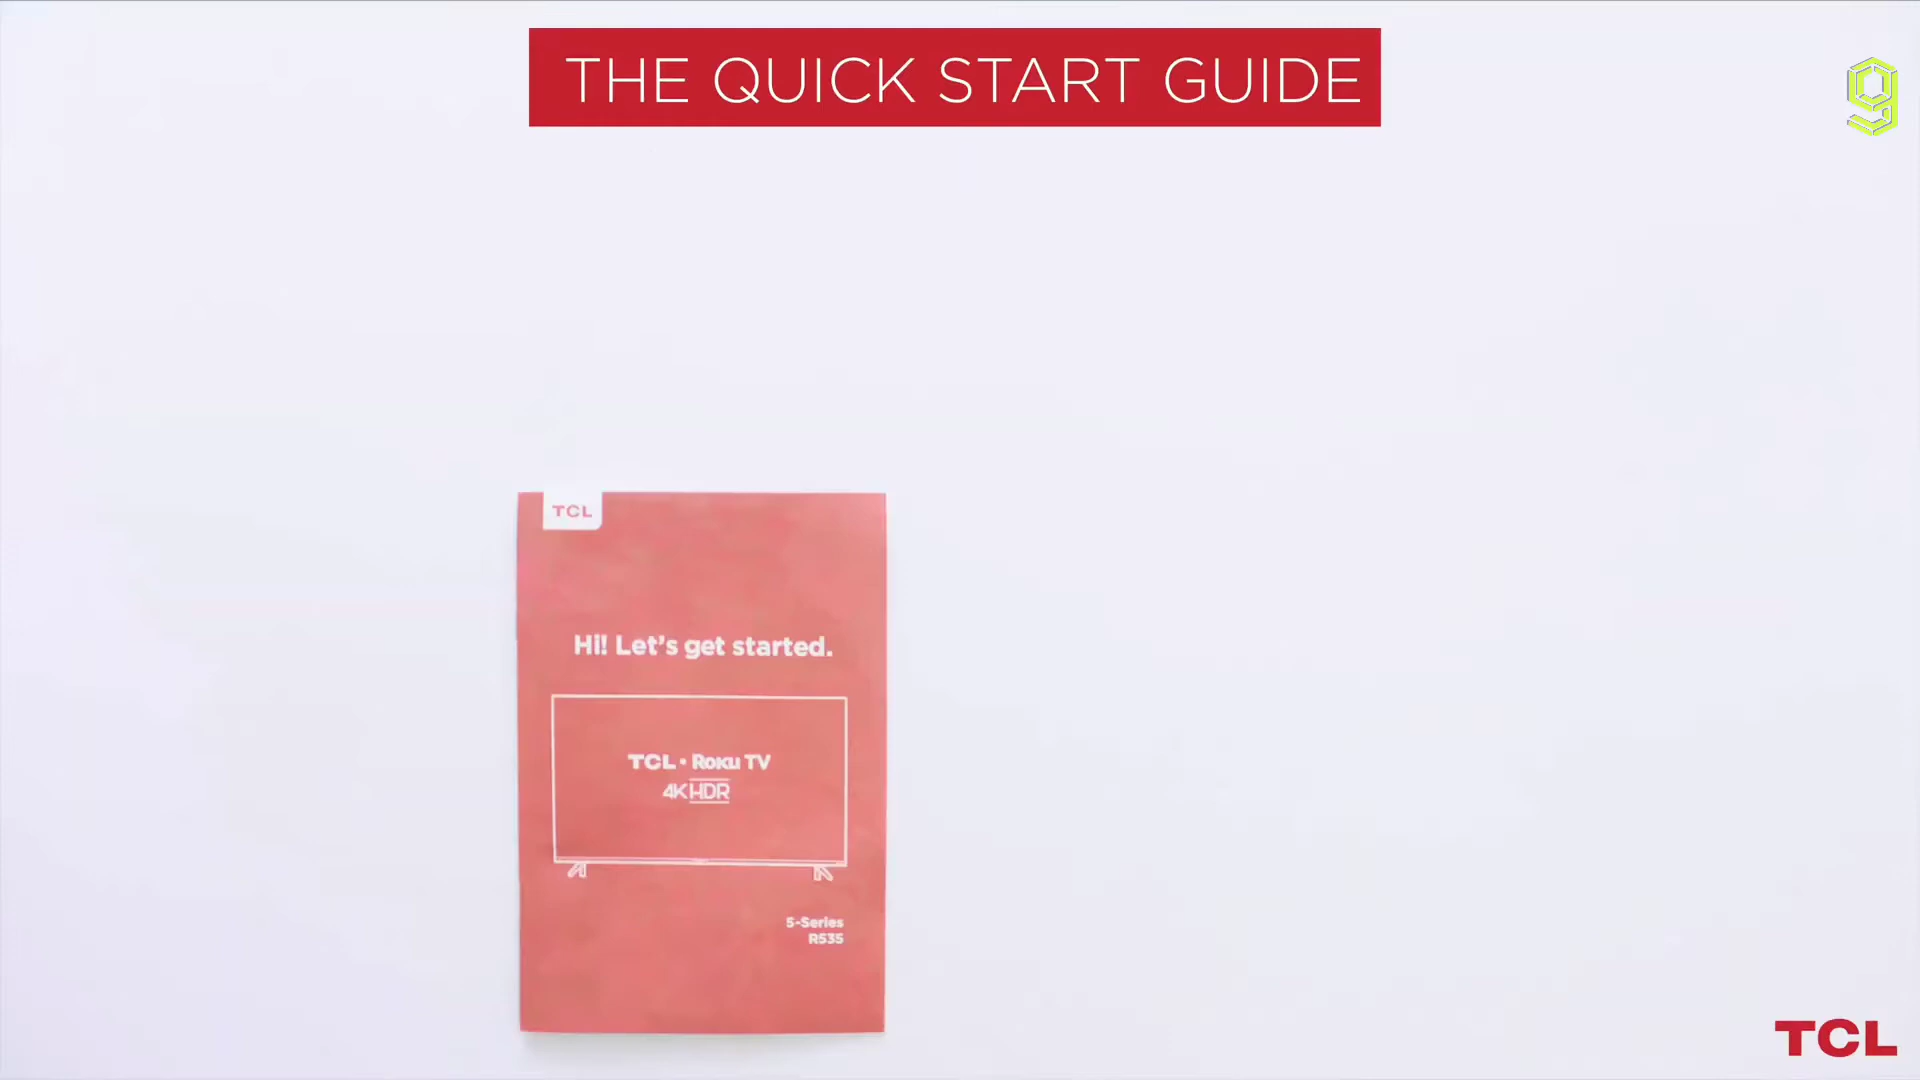 THE QUICK START GUIDE
g
TCL
Hi! Let's get started.
TCL • Roku TV
4K HDR
5-Series
R535
TCL